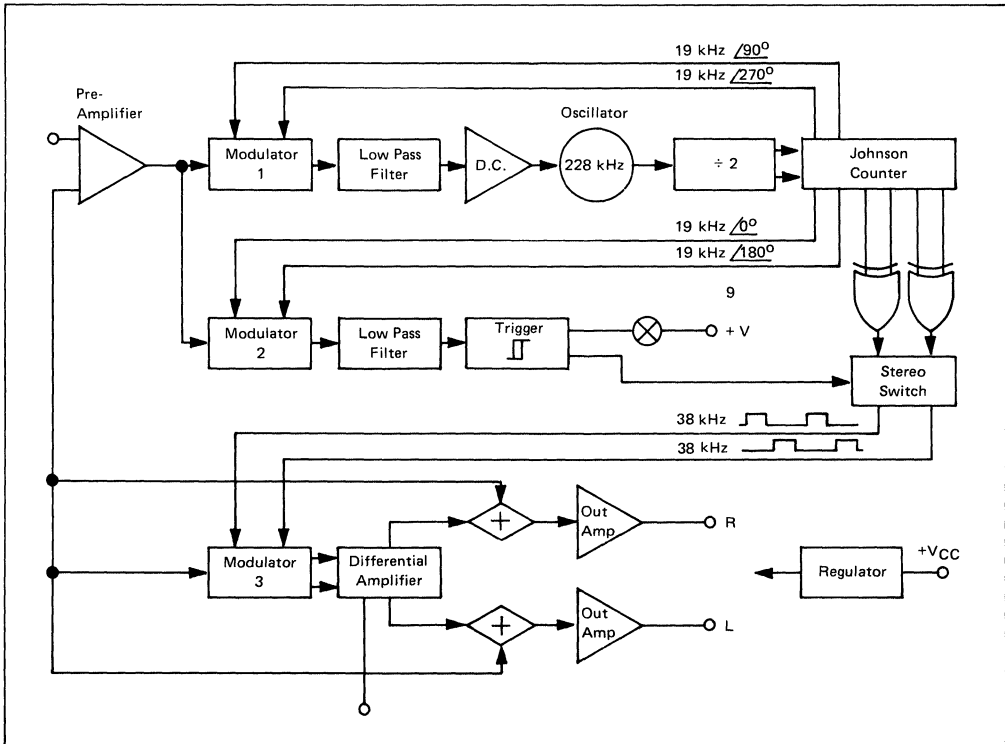 19 kHz /90°
19 kHz /270°
Pre-
Amplifier
Oscillator
Modulator
1
Low Pass
Filter
D.C.
228 kHz
÷ 2
Johnson
Counter
19 kHz /0°
19 kHz /180°
9
Modulator
2
Low Pass
Filter
Trigger
+ V
Stereo
Switch
38 kHz
38 kHz
+
Out
Amp
R
Modulator
3
Differential
Amplifier
Regulator
+VCC
+
Out
Amp
L